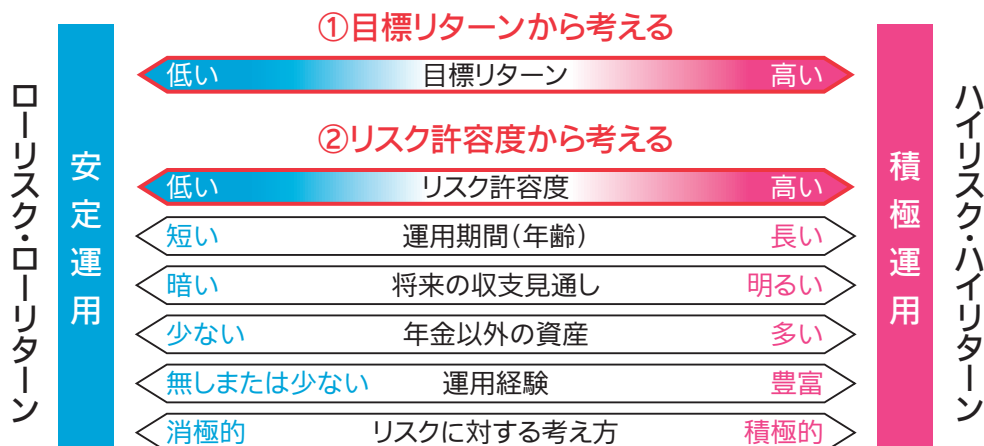 ①目標リターンから考える
低い 目標リターン 高い
②リスク許容度から考える
低い リスク許容度 高い
短い 運用期間(年齢) 長い
暗い 将来の収支見通し 明るい
少ない 年金以外の資産 多い
無しまたは少ない 運用経験 豊富
消極的 リスクに対する考え方 積極的
ローリスク・ローリターン
安定運用
積極運用
ハイリスク・ハイリターン